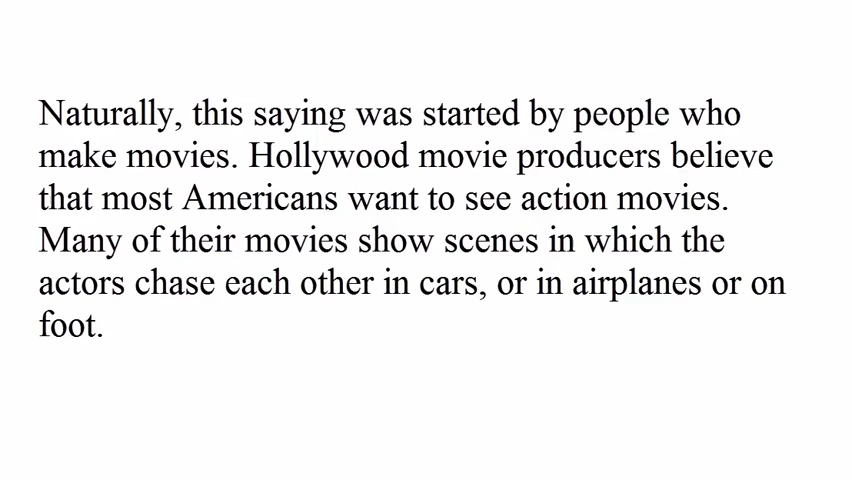 Naturally, this saying was started by people who
make movies. Hollywood movie producers believe
that most Americans want to see action movies.
Many of their movies show scenes in which the
actors chase each other in cars, or in airplanes or on
foot.